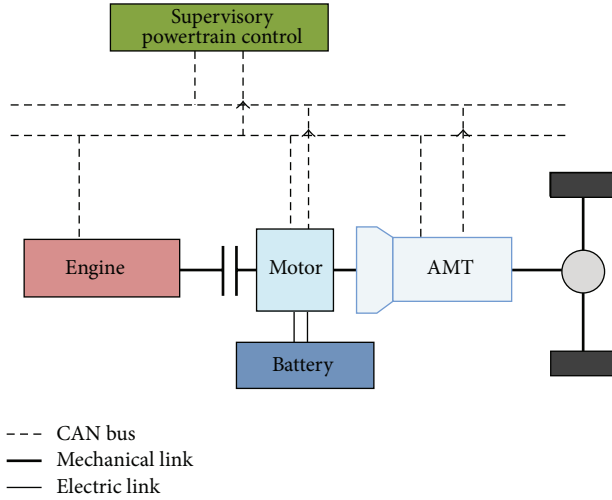 Supervisory
powertrain control
Engine
Motor
AMT
Battery
CAN bus
Mechanical link
Electric link